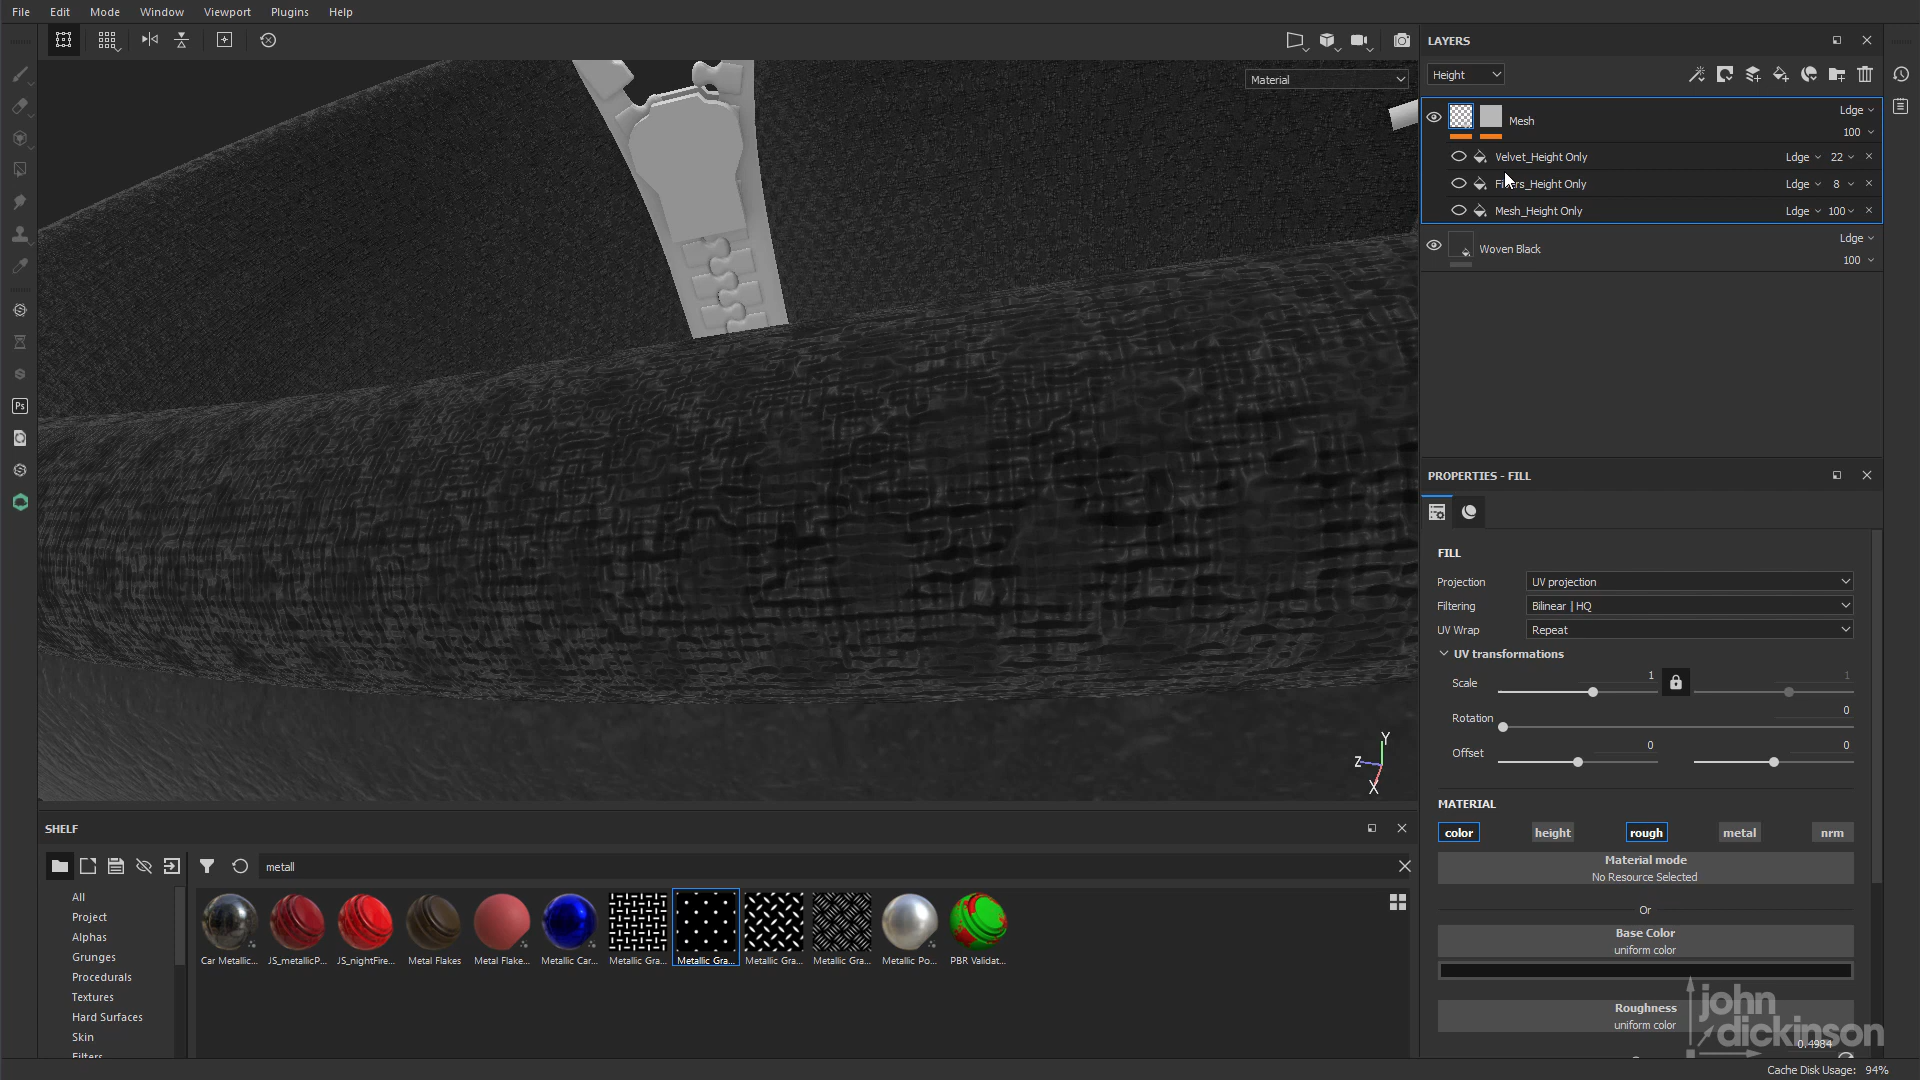 File Edit Mode Window Viewport Plugins Help
Material
LAYERS
Height
Mesh
Ldge
100
Velvet_Height Only Ldge 22
Ldge 8
Mesh_Height Only Ldge 100
Woven Black
Ldge
100
PROPERTIES - FILL
FILL
Projection UV projection
Filtering Bilinear | HQ
UV Wrap Repeat
UV transformations
Scale 1 1
Rotation 0
Offset 0 0
MATERIAL
color height rough metal nrm
Material mode
No Resource Selected
Or
Base Color
uniform color
Roughness
uniform color
0.4984
john
dickinson
Y
Z
X
SHELF
metall
All
Project
Alphas
Grunges
Procedurals
Textures
Hard Surfaces
Skin
Filters
Car Metallic... JS_metallicP... JS_nightFire... Metal Flakes Metal Flake... Metallic Car... Metallic Gra... Metallic Gra... Metallic Gra... Metallic Gra... Metallic Po... PBR Validat...
Ps
Cache Disk Usage: 94%